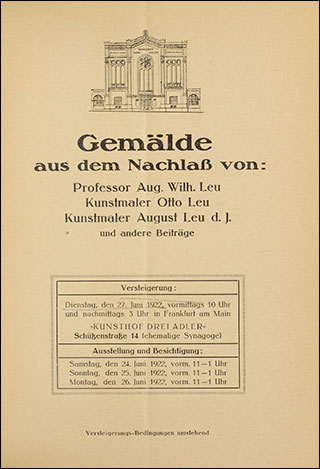 Gemälde
aus dem Nachlaß von:
Professor Aug. Wilh. Leu
Kunstmaler Otto Leu
Kunstmaler August Leu d. J.
und andere Beiträge
Versteigerung:
Dienstag, den 27. Juni 1922, vormittags 10 Uhr
und nachmittags 3 Uhr in Frankfurt am Main
»KUNSTHOF DREI ADLER«
Schüßenstraße 14 (ehemalige Synagoge)
Ausstellung und Besichtigung:
Samstag, den 24. Juni 1922, vorm. 11—1 Uhr
Sonntag, den 25. Juni 1922, vorm. 11—1 Uhr
Montag, den 26. Juni 1922, vorm. 11—1 Uhr
Versteigerungs-Bedingungen umstehend.